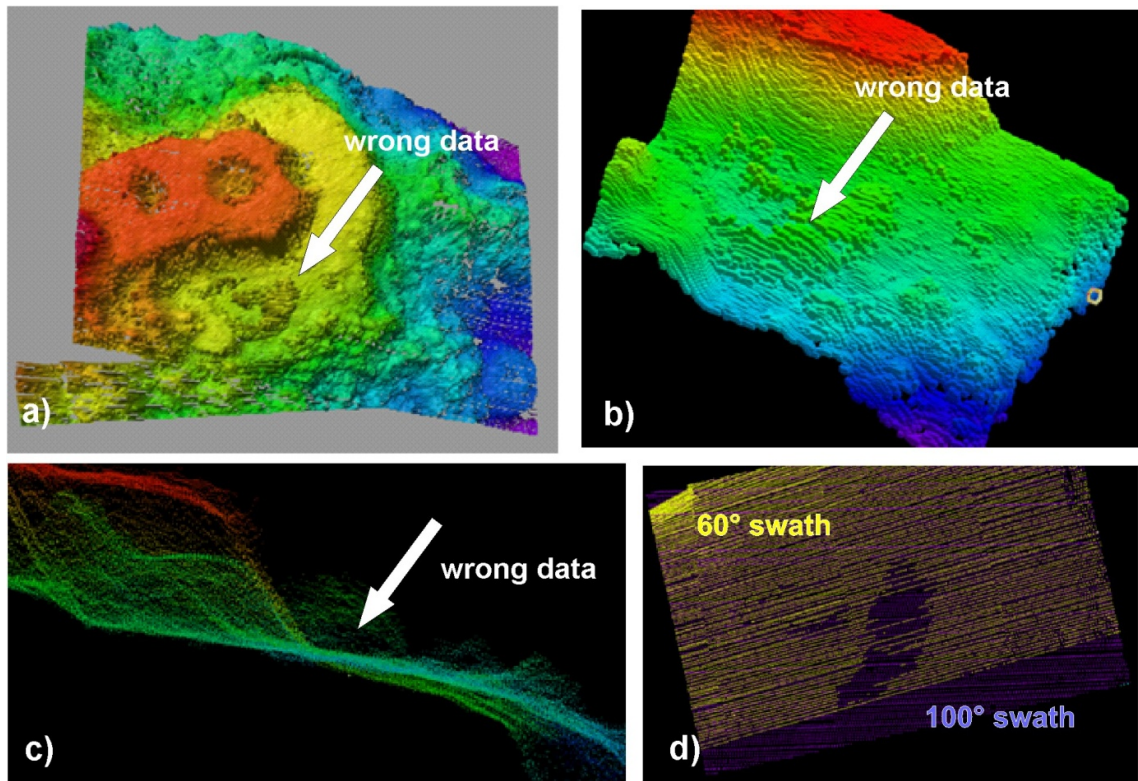 wrong data
a)
wrong data
b)
wrong data
c)
60° swath
100° swath
d)